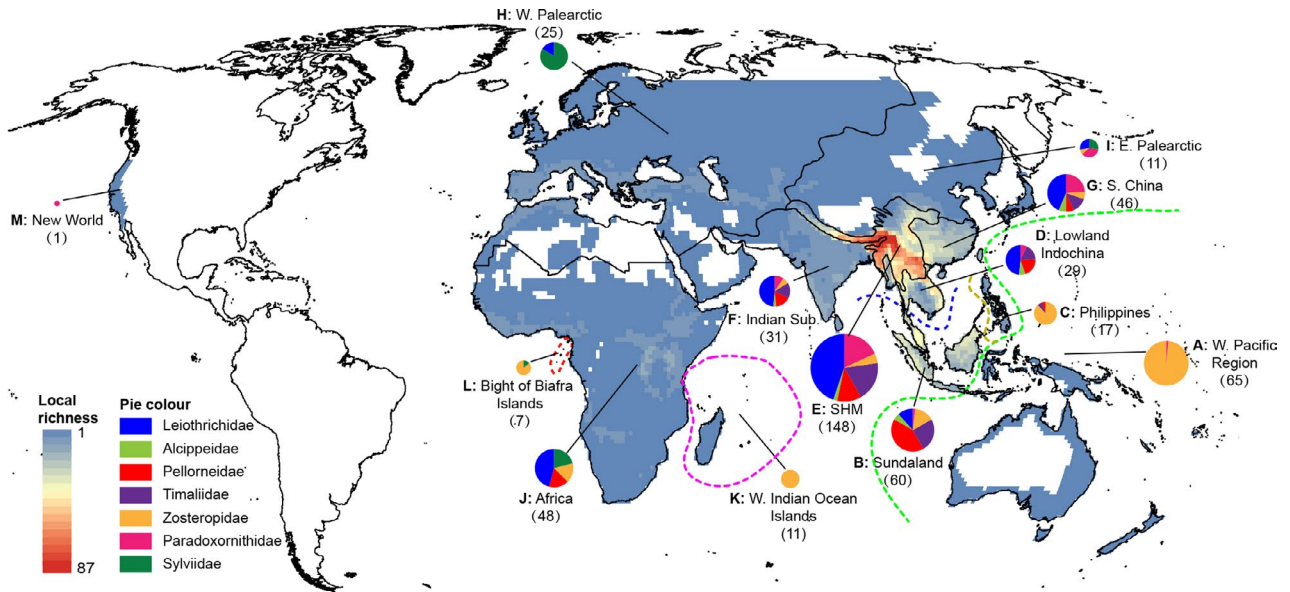 H: W. Palearctic
(25)
I: E. Palearctic
(11)
G: S. China
(46)
D: Lowland
Indochina
(29)
M: New World
(1)
F: Indian Sub.
(31)
C: Philippines
(17)
A: W. Pacific
Region
(65)
L: Bight of Biafra
Islands
(7)
E: SHM
(148)
B: Sundaland
(60)
J: Africa
(48)
K: W. Indian Ocean
Islands
(11)
Local
richness
1
87
Pie colour
Leiothrichidae
Alcippeidae
Pellorneidae
Timaliidae
Zosteropidae
Paradoxornithidae
Sylviidae